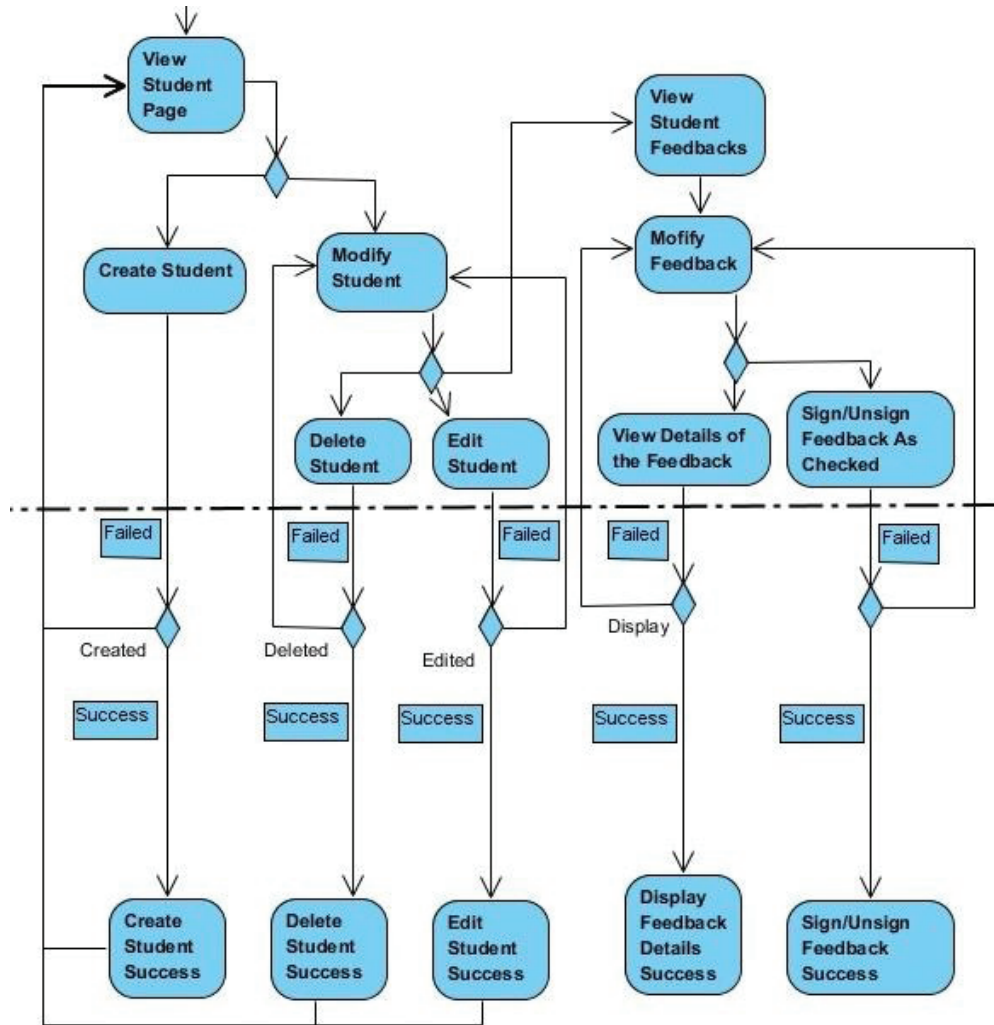 View
Student
Page
View
Student
Feedbacks
Create Student
Modify
Student
Mofify
Feedback
Delete
Student
Edit
Student
View Details of
the Feedback
Sign/Unsign
Feedback As
Checked
Failed
Failed
Failed
Failed
Failed
Created
Deleted
Edited
Display
Success
Success
Success
Success
Success
Create
Student
Success
Delete
Student
Success
Edit
Student
Success
Display
Feedback
Details
Success
Sign/Unsign
Feedback
Success